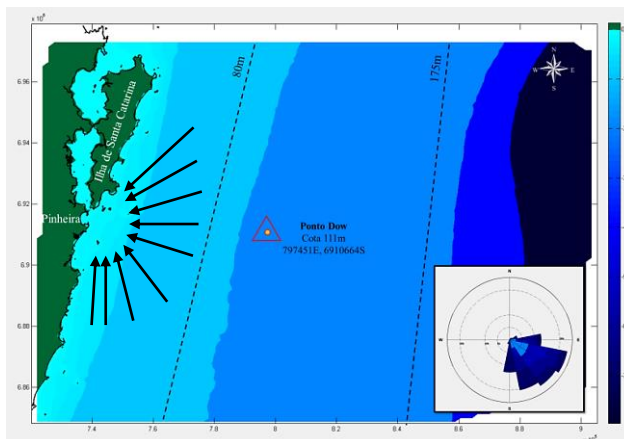 x 10⁶
6.96
6.94
6.92
6.9
6.88
6.86
7.4
7.6
7.8
8
8.2
8.4
8.6
8.8
9
80m
175m
N
W
E
S
Ilha de Santa Catarina
Pinheira
Ponto Dow
Cota 111m
797451E, 6910664S